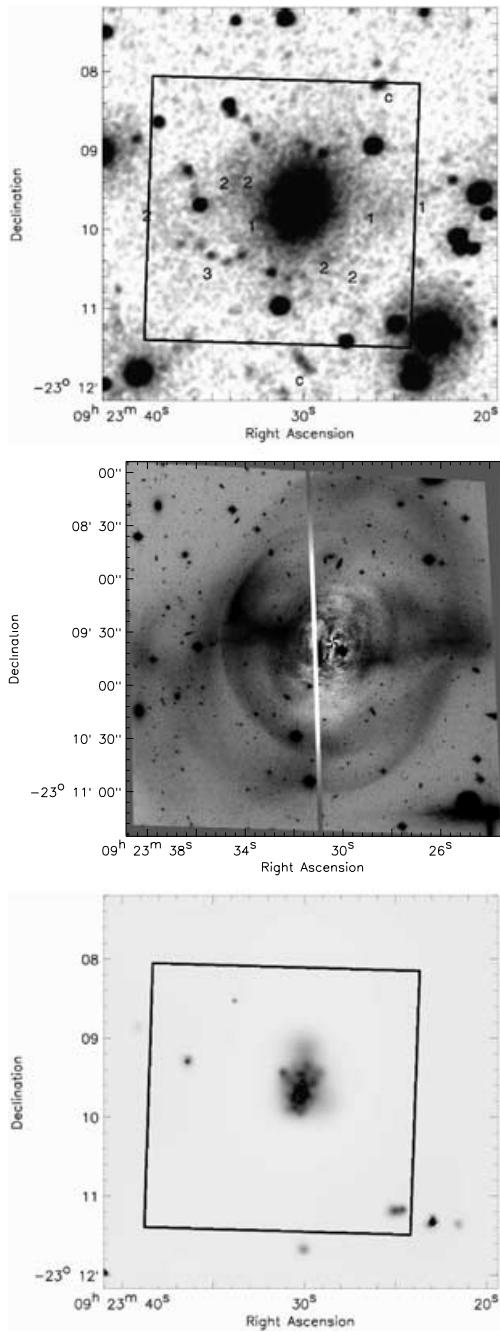 08
c
09
2 2
2
1
1
1
10
3
2
2
11
c
−23° 12'
09ʰ 23ᵐ 40ˢ 30ˢ 20ˢ
Right Ascension
Declination
00''
08' 30''
00''
09' 30''
00''
10' 30''
−23° 11' 00''
09ʰ 23ᵐ 38ˢ 34ˢ 30ˢ 26ˢ
Right Ascension
Declination
08
09
10
11
−23° 12'
09ʰ 23ᵐ 40ˢ 30ˢ 20ˢ
Right Ascension
Declination